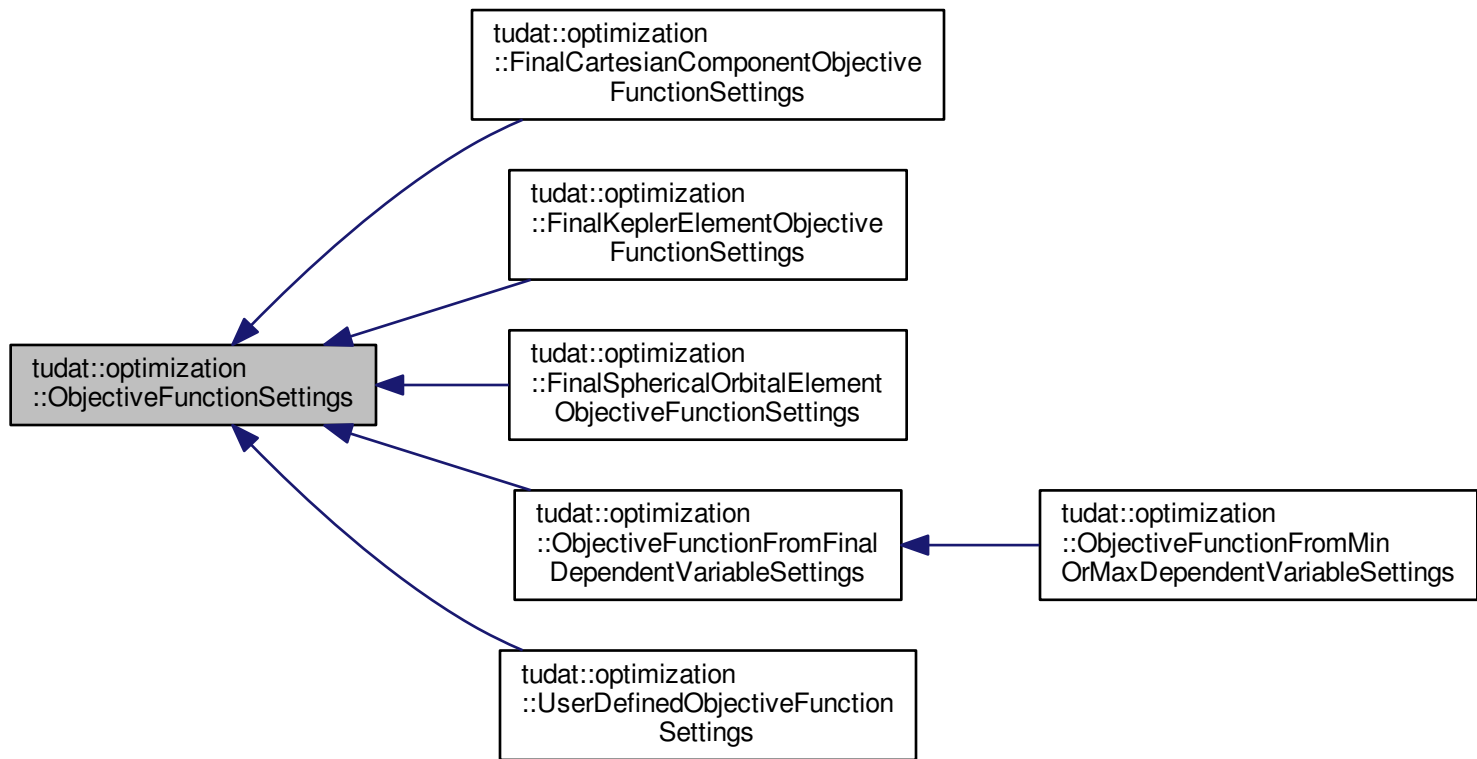 tudat::optimization
::FinalCartesianComponentObjective
FunctionSettings
tudat::optimization
::FinalKeplerElementObjective
FunctionSettings
tudat::optimization
::ObjectiveFunctionSettings
tudat::optimization
::FinalSphericalOrbitalElement
ObjectiveFunctionSettings
tudat::optimization
::ObjectiveFunctionFromFinal
DependentVariableSettings
tudat::optimization
::ObjectiveFunctionFromMin
OrMaxDependentVariableSettings
tudat::optimization
::UserDefinedObjectiveFunction
Settings